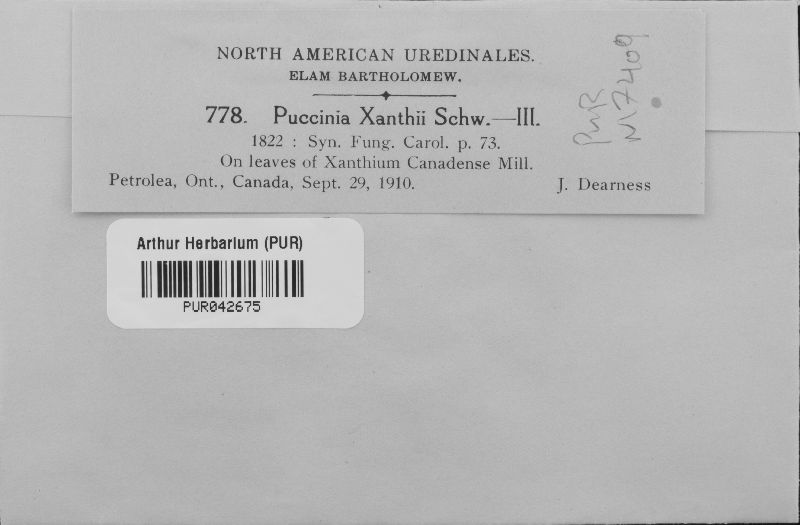 NORTH AMERICAN UREDINALES.
ELAM BARTHOLOMEW.
778. Puccinia Xanthii Schw.—III.
1822 : Syn. Fung. Carol. p. 73.
On leaves of Xanthium Canadense Mill.
Petrolea, Ont., Canada, Sept. 29, 1910. J. Dearness
PUR
N17409
Arthur Herbarium (PUR)
PUR042675